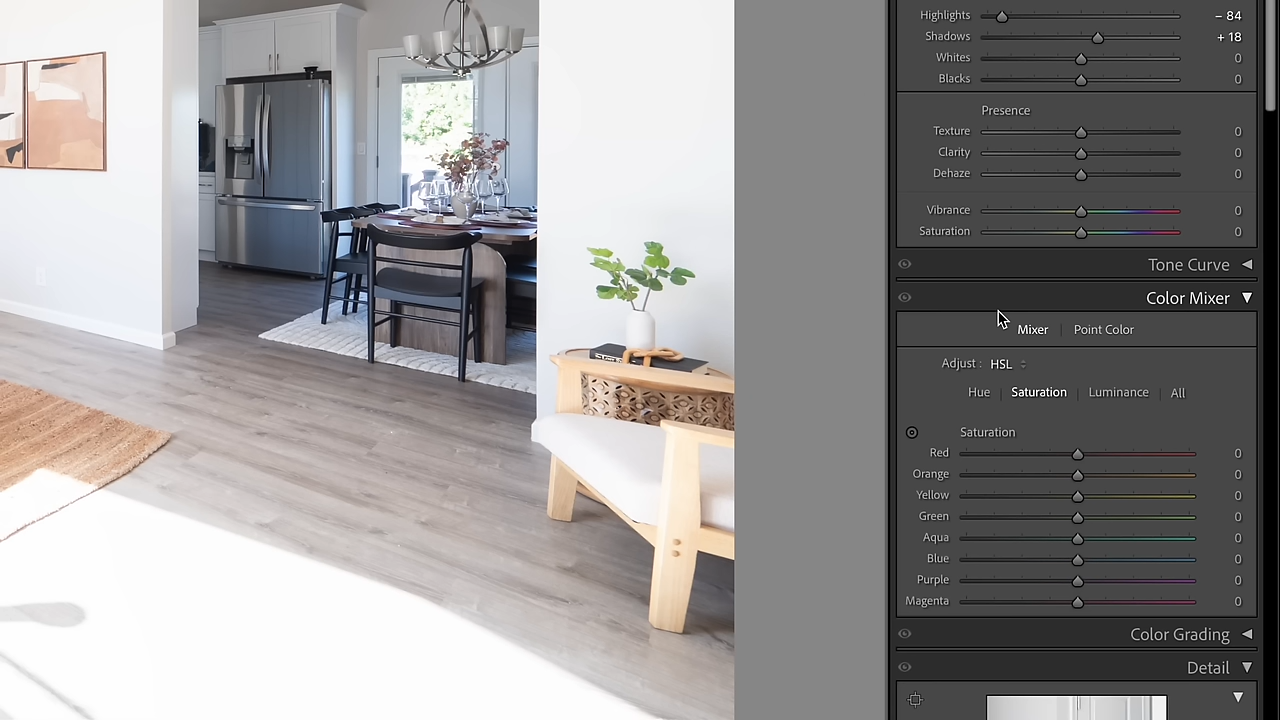 Highlights − 84
Shadows + 18
Whites 0
Blacks 0
Presence
Texture 0
Clarity 0
Dehaze 0
Vibrance 0
Saturation 0
Tone Curve
Color Mixer
Mixer | Point Color
Adjust : HSL
Hue | Saturation | Luminance | All
Saturation
Red 0
Orange 0
Yellow 0
Green 0
Aqua 0
Blue 0
Purple 0
Magenta 0
Color Grading
Detail